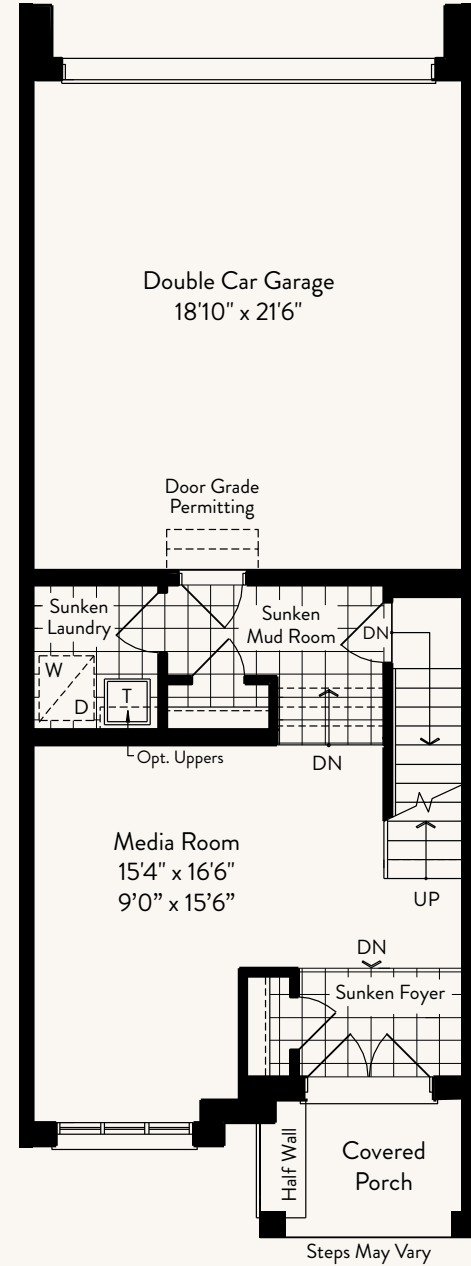 Double Car Garage
18'10" x 21'6"
Door Grade
Permitting
Sunken
Laundry
Sunken
Mud Room
DN
W
D
T
Opt. Uppers
DN
Media Room
15'4" x 16'6"
9'0” x 15’6”
UP
DN
Sunken Foyer
Half Wall
Covered
Porch
Steps May Vary